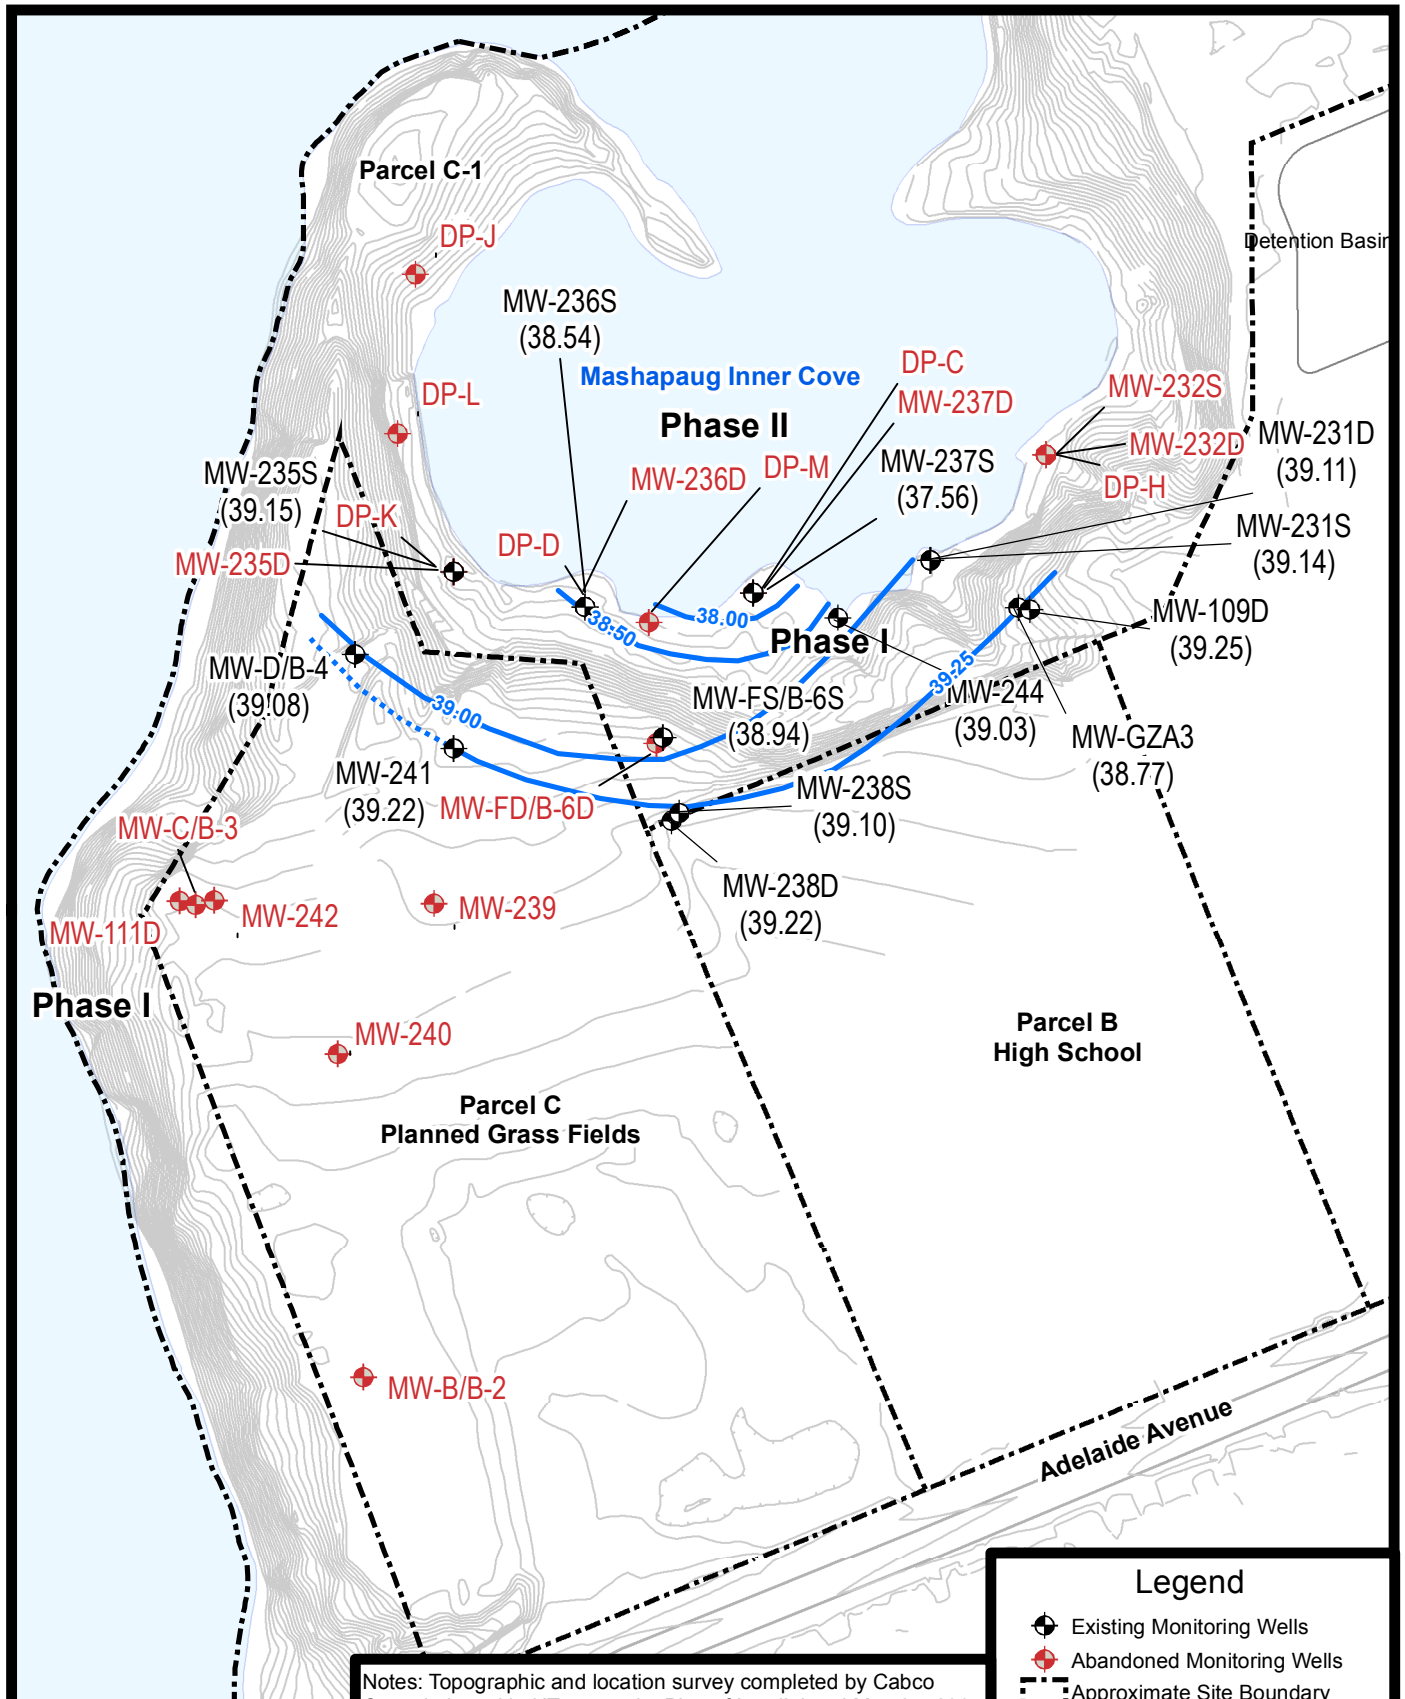 Parcel C-1
DP-J
Detention Basin
MW-236S
(38.54)
Mashapaug Inner Cove
Phase II
DP-C
MW-237D
DP-L
MW-232S
MW-232D
DP-H
MW-231D
(39.11)
MW-235S
(39.15)
DP-K
MW-235D
MW-236D
DP-M
MW-237S
(37.56)
MW-231S
(39.14)
DP-D
38.50
38.00
Phase I
MW-109D
(39.25)
MW-D/B-4
(39.08)
39.00
39.25
MW-FS/B-6S
(38.94)
MW-244
(39.03)
MW-GZA3
(38.77)
MW-241
(39.22)
MW-FD/B-6D
MW-238S
(39.10)
MW-C/B-3
MW-238D
(39.22)
MW-242
MW-239
MW-111D
Phase I
MW-240
Parcel B
High School
Parcel C
Planned Grass Fields
MW-B/B-2
Adelaide Avenue
Legend
Existing Monitoring Wells
Abandoned Monitoring Wells
Approximate Site Boundary
Notes: Topographic and location survey completed by Cabco